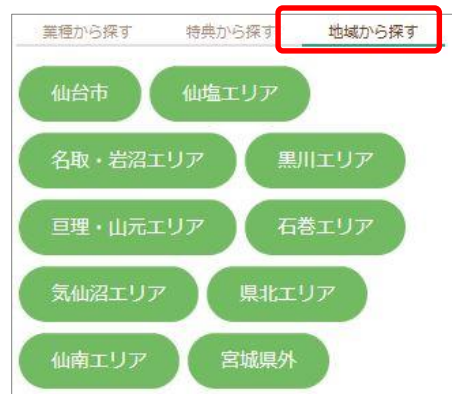 業種から探す 特典から探す 地域から探す
仙台市 仙塩エリア
名取・岩沼エリア 黒川エリア
亘理・山元エリア 石巻エリア
気仙沼エリア 県北エリア
仙南エリア 宮城県外